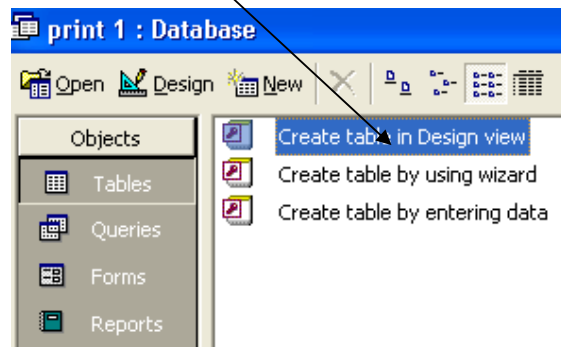 print 1 : Database
Open Design New
Objects
Create table in Design view
Tables
Create table by using wizard
Create table by entering data
Queries
Forms
Reports